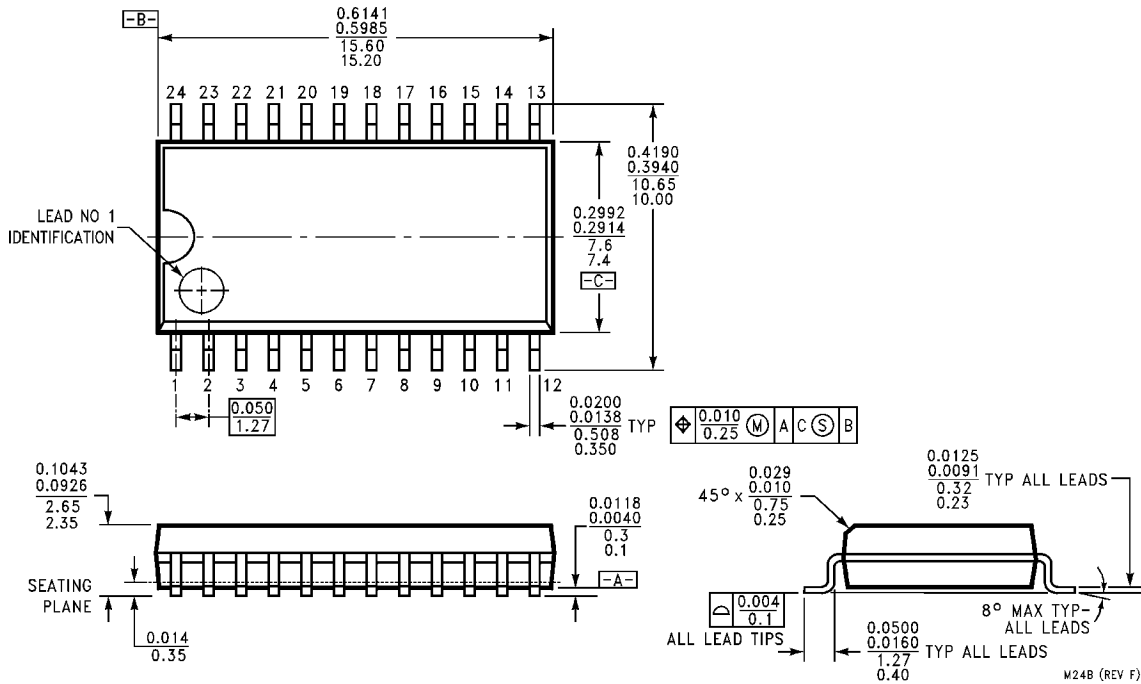 -B-
0.6141
0.5985
15.60
15.20
24 23 22 21 20 19 18 17 16 15 14 13
LEAD NO 1
IDENTIFICATION
0.4190
0.3940
10.65
10.00
0.2992
0.2914
7.6
7.4
-C-
1 2 3 4 5 6 7 8 9 10 11 12
0.050
1.27
0.0200
0.0138
0.508
0.350
TYP
⌖ 0.010 Ⓜ A C Ⓢ B
0.25
0.1043
0.0926
2.65
2.35
SEATING
PLANE
0.014
0.35
0.0118
0.0040
0.3
0.1
-A-
45° x
0.029
0.010
0.75
0.25
0.0125
0.0091
0.32
0.23
TYP ALL LEADS
0.004
0.1
ALL LEAD TIPS
0.0500
0.0160
1.27
0.40
TYP ALL LEADS
8° MAX TYP-
ALL LEADS
M24B (REV F)